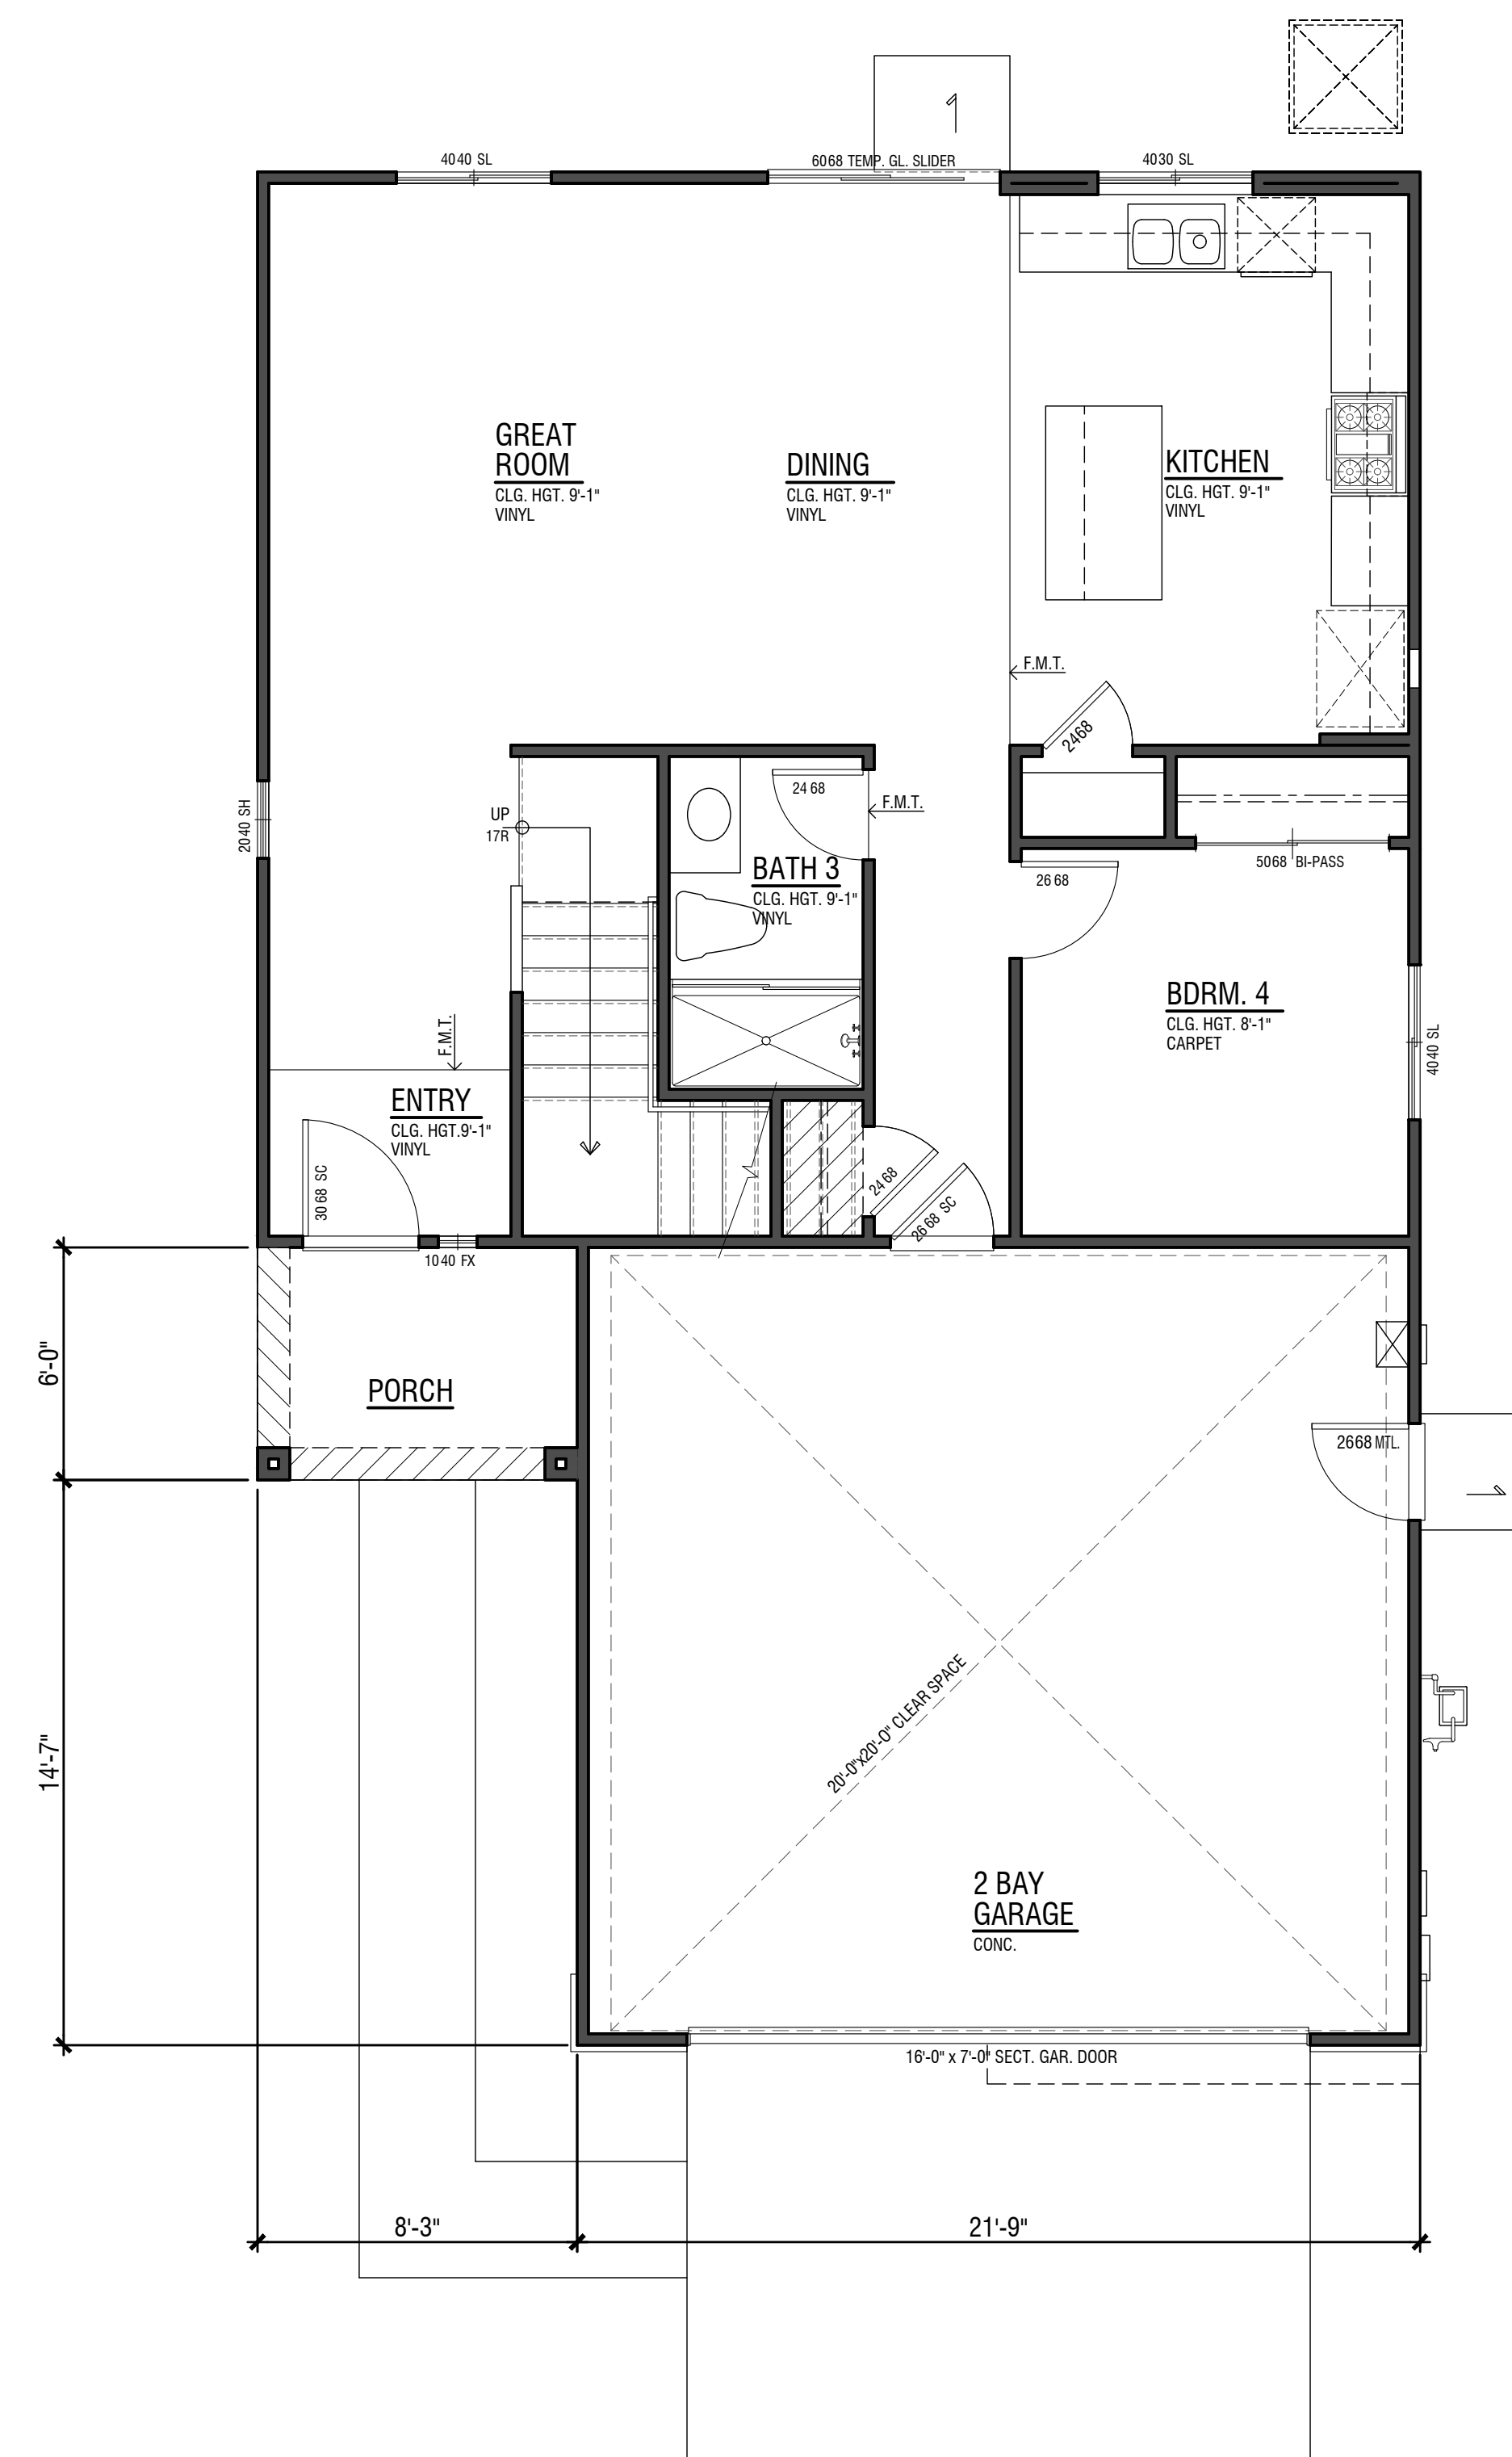 1
4040 SL
6068 TEMP. GL. SLIDER
4030 SL
GREAT
ROOM
CLG. HGT. 9'-1"
VINYL
DINING
CLG. HGT. 9'-1"
VINYL
KITCHEN
CLG. HGT. 9'-1"
VINYL
F.M.T.
2468
2040 SH
UP
17R
2468
F.M.T.
BATH 3
CLG. HGT. 9'-1"
VINYL
5068 BI-PASS
2668
BDRM. 4
CLG. HGT. 8'-1"
CARPET
4040 SL
F.M.T.
ENTRY
CLG. HGT.9'-1"
VINYL
3068 SC
2468
2668 SC
1040 FX
6'-0"
PORCH
2668 MTL.
1
20'-0"x20'-0" CLEAR SPACE
14'-7"
2 BAY
GARAGE
CONC.
16'-0" x 7'-0" SECT. GAR. DOOR
8'-3"
21'-9"